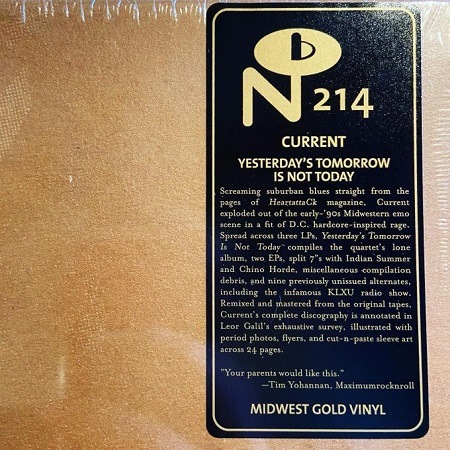 N
214
CURRENT
YESTERDAY'S TOMORROW
IS NOT TODAY
Screaming suburban blues straight from the
pages of HeartattaCk magazine, Current
exploded out of the early-'90s Midwestern emo
scene in a fit of D.C. hardcore-inspired rage.
Spread across three LPs, Yesterday's Tomorrow
Is Not Today compiles the quartet's lone
album, two EPs, split 7"s with Indian Summer
and Chino Horde, miscellaneous compilation
debris, and nine previously unissued alternates,
including the infamous KLXU radio show.
Remixed and mastered from the original tapes,
Current's complete discography is annotated in
Leor Galil's exhaustive survey, illustrated with
period photos, flyers, and cut-n-paste sleeve art
across 24 pages.
"Your parents would like this."
—Tim Yohannan, Maximumrocknroll
MIDWEST GOLD VINYL